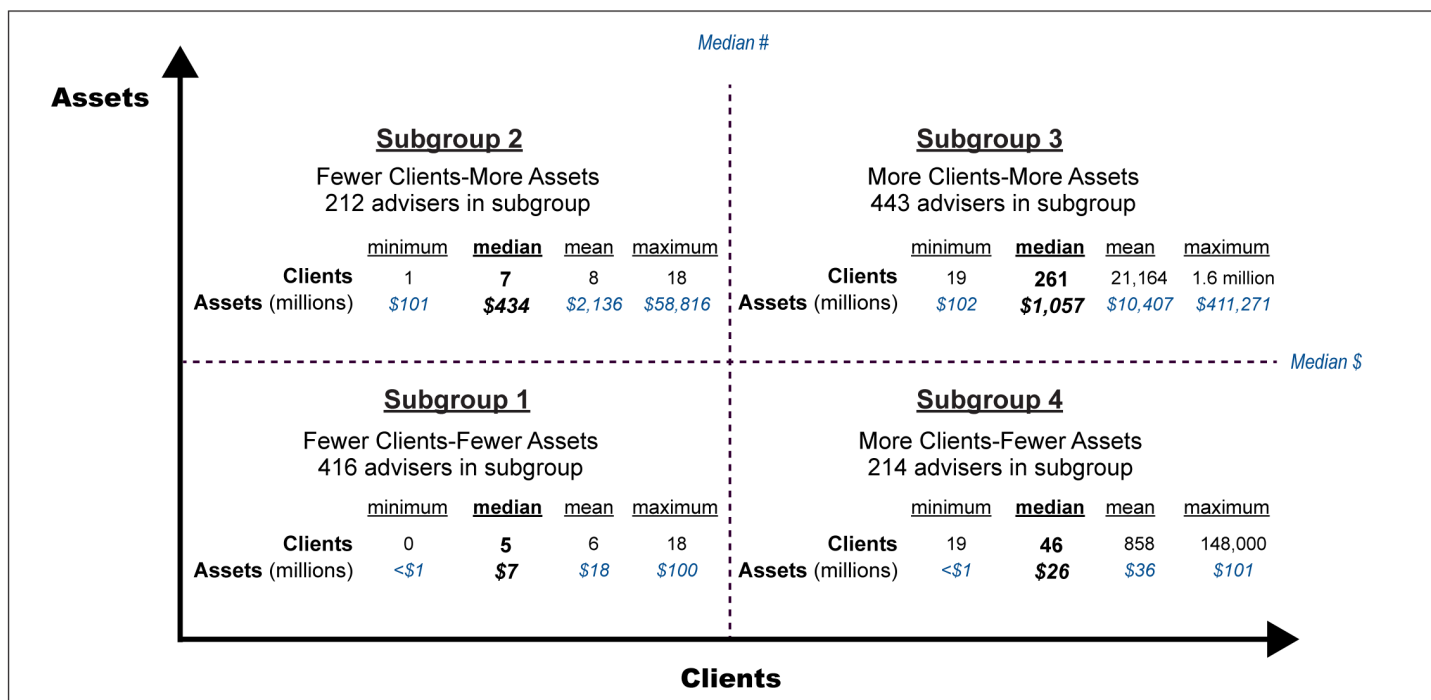 Median #
Assets
Subgroup 2
Fewer Clients-More Assets
212 advisers in subgroup
minimum median mean maximum
Clients 1 7 8 18
Assets (millions) $101 $434 $2,136 $58,816
Subgroup 3
More Clients-More Assets
443 advisers in subgroup
minimum median mean maximum
Clients 19 261 21,164 1.6 million
Assets (millions) $102 $1,057 $10,407 $411,271
Median $
Subgroup 1
Fewer Clients-Fewer Assets
416 advisers in subgroup
minimum median mean maximum
Clients 0 5 6 18
Assets (millions) <$1 $7 $18 $100
Subgroup 4
More Clients-Fewer Assets
214 advisers in subgroup
minimum median mean maximum
Clients 19 46 858 148,000
Assets (millions) <$1 $26 $36 $101
Clients